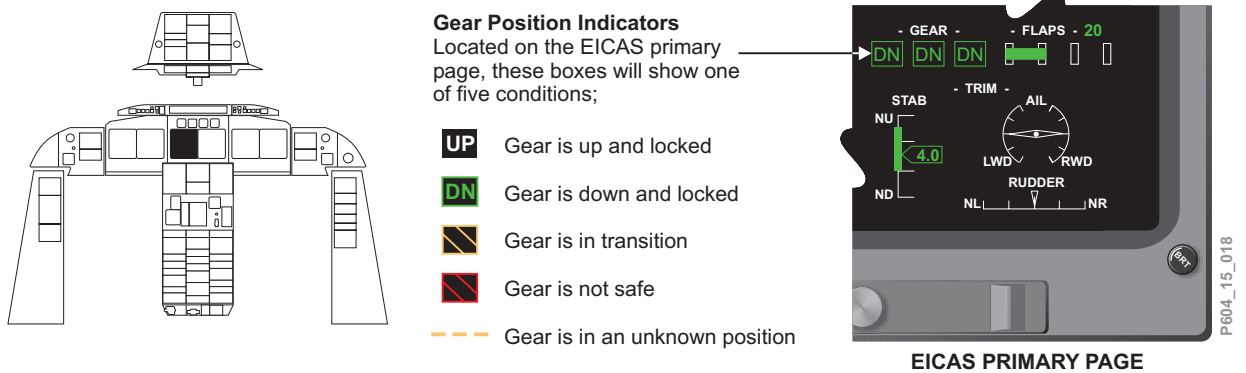 Gear Position Indicators
Located on the EICAS primary
page, these boxes will show one
of five conditions;
UP Gear is up and locked
DN Gear is down and locked
Gear is in transition
Gear is not safe
Gear is in an unknown position
- GEAR - - FLAPS - 20
DN DN DN
- TRIM -
STAB AIL
NU
4.0
LWD RWD
ND
RUDDER
NL NR
BRT
P604_15_018
EICAS PRIMARY PAGE